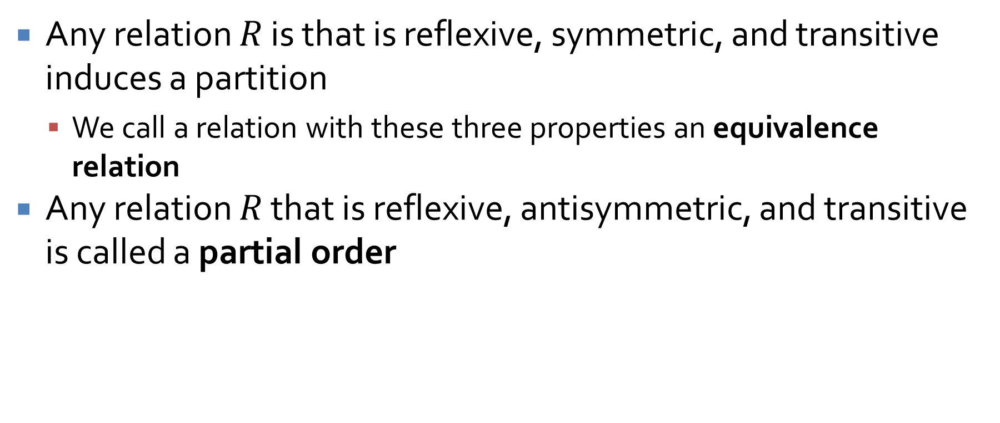 Any relation R is that is reflexive, symmetric, and transitive
induces a partition
We call a relation with these three properties an equivalence
relation
Any relation R that is reflexive, antisymmetric, and transitive
is called a partial order